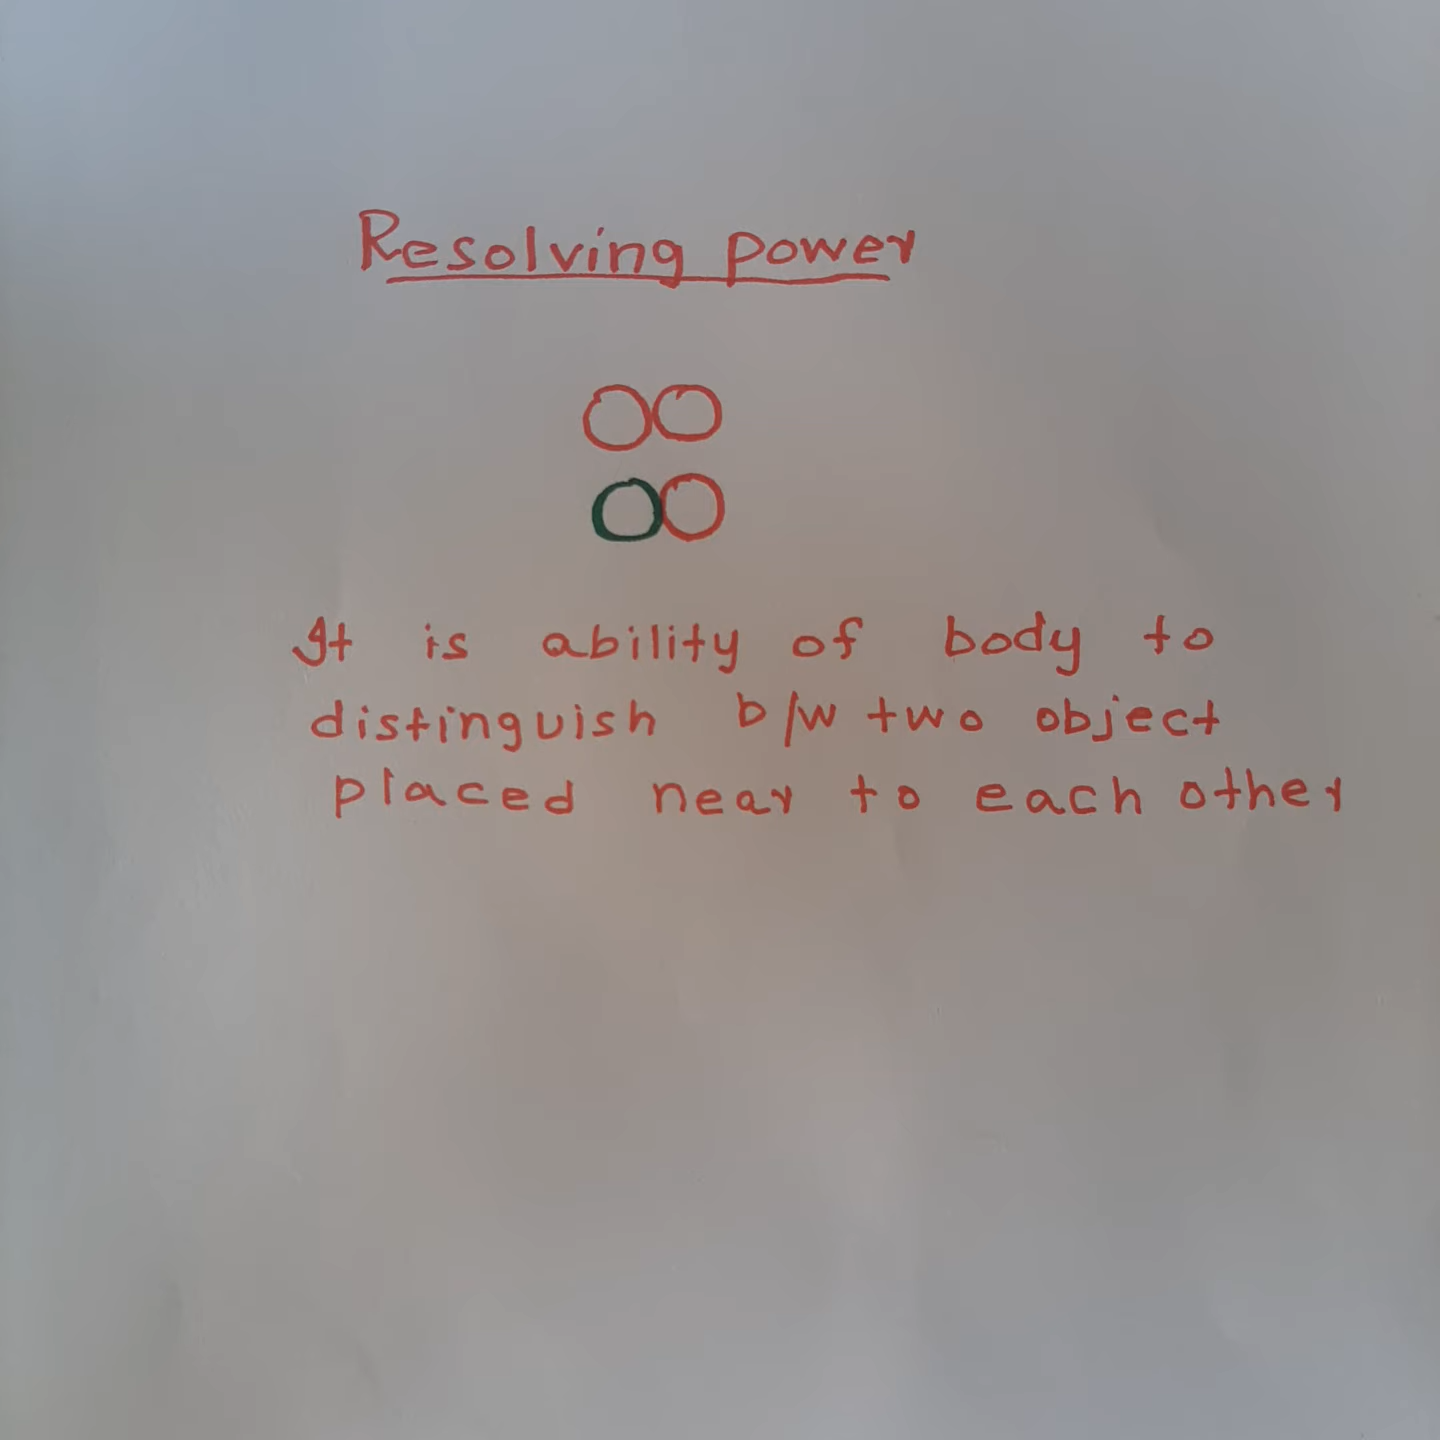 Resolving power
It is ability of body to
distinguish b/w two object
placed near to each other